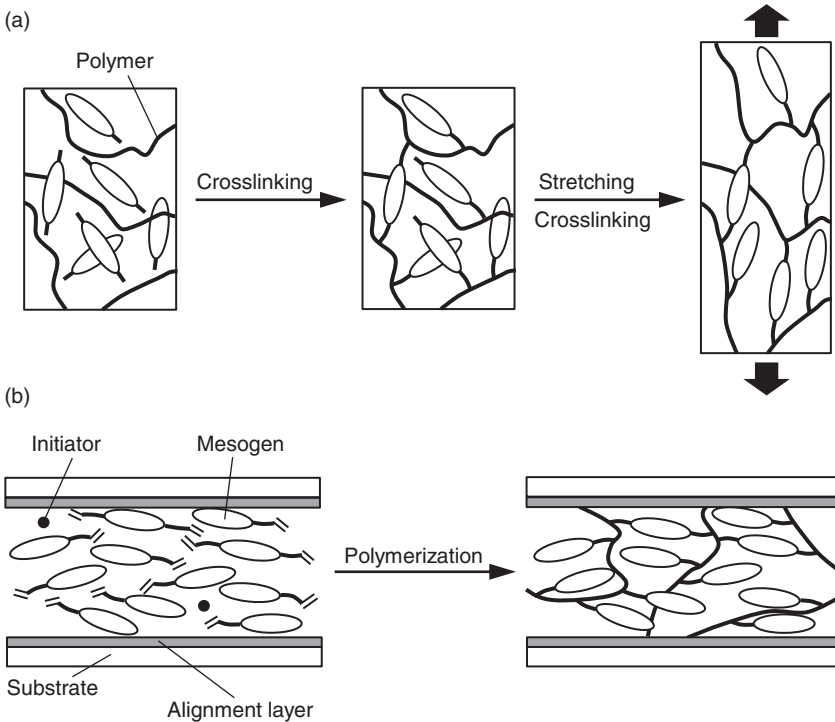 (a)
Polymer
Crosslinking
Stretching
Crosslinking
(b)
Initiator
Mesogen
Polymerization
Substrate
Alignment layer